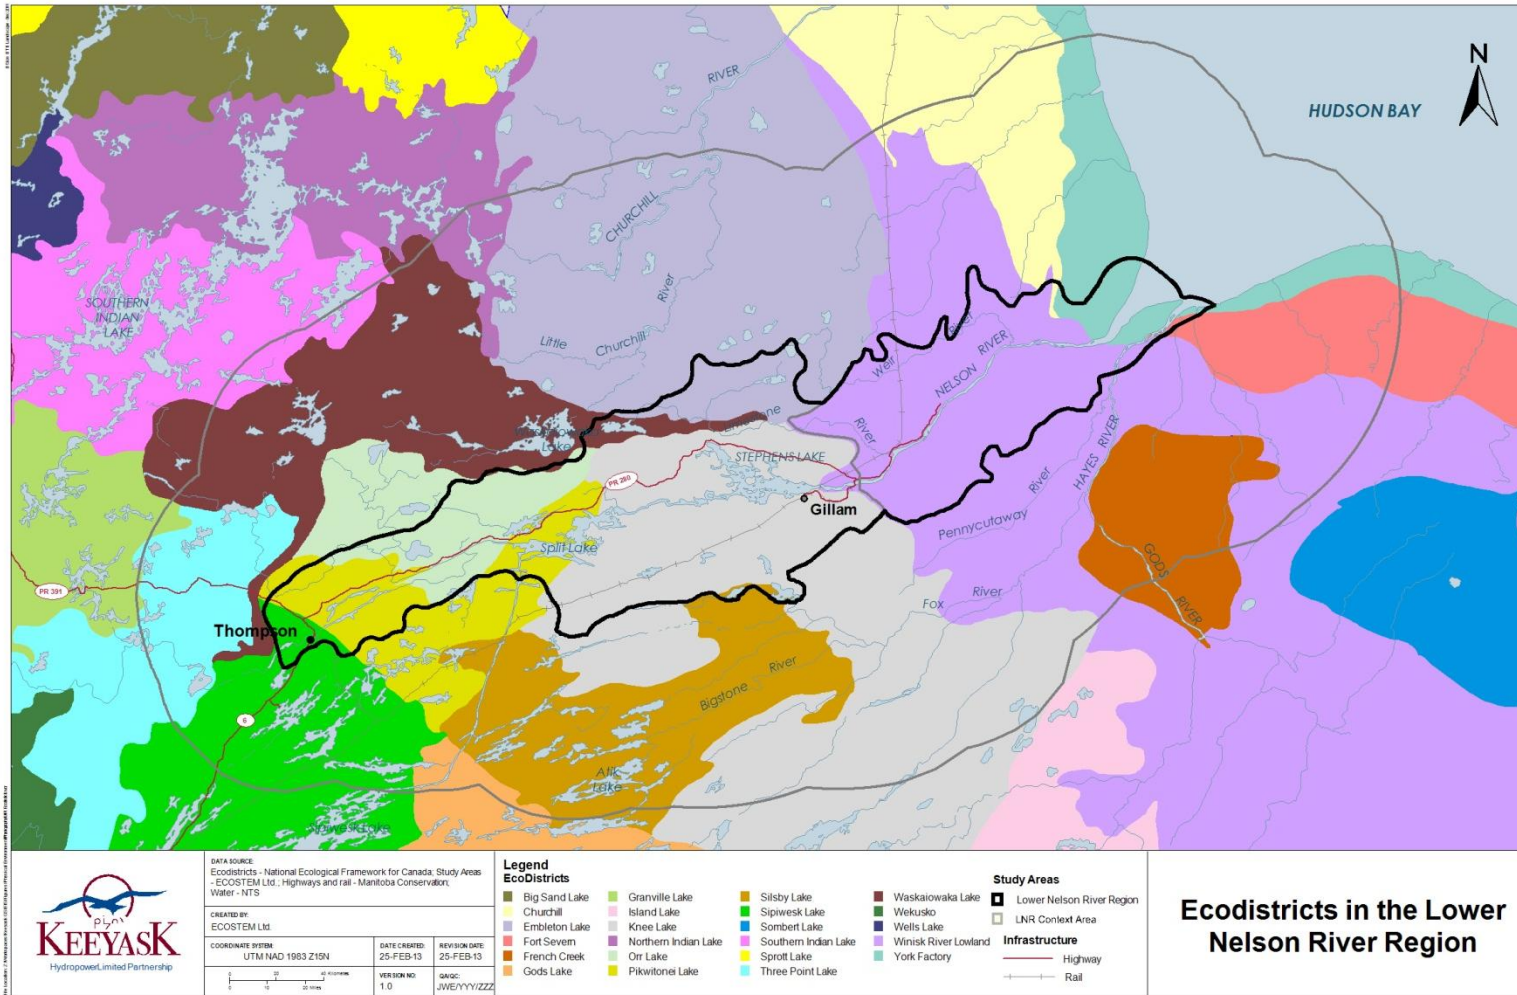 N
HUDSON BAY
RIVER
CHURCHILL
River
SOUTHERN
INDIAN
LAKE
Little
Churchill
Weir
River
NELSON
RIVER
Limestone
River
Lake
STEPHENS LAKE
PR 280
Gillam
HAYES RIVER
River
Pennycutaway
Split Lake
GODS
RIVER
PR 391
Fox
River
Thompson
River
Bigstone
6
Atik
Lake
Sipiwesk Lake
KEEYASK
HydropowerLimited Partnership
DATA SOURCE:
Ecodistricts - National Ecological Framework for Canada; Study Areas
- ECOSTEM Ltd.; Highways and rail - Manitoba Conservation;
Water - NTS
CREATED BY:
ECOSTEM Ltd.
COORDINATE SYSTEM:
UTM NAD 1983 Z15N
DATE CREATED:
25-FEB-13
REVISION DATE:
25-FEB-13
VERSION NO:
1.0
QA/QC:
JWE/YYY/ZZZ
Legend
EcoDistricts
Big Sand Lake
Churchill
Embleton Lake
Fort Severn
French Creek
Gods Lake
Granville Lake
Island Lake
Knee Lake
Northern Indian Lake
Orr Lake
Pikwitonei Lake
Silsby Lake
Sipiwesk Lake
Sombert Lake
Southern Indian Lake
Sprott Lake
Three Point Lake
Waskaiowaka Lake
Wekusko
Wells Lake
Winisk River Lowland
York Factory
Study Areas
Lower Nelson River Region
LNR Context Area
Infrastructure
Highway
Rail
Ecodistricts in the Lower
Nelson River Region